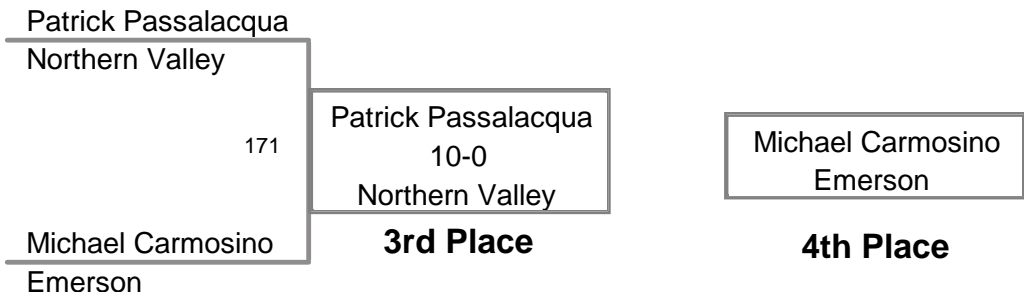 Patrick Passalacqua
Northern Valley
171
Michael Carmosino
Emerson
Patrick Passalacqua
10-0
Northern Valley
3rd Place
Michael Carmosino
Emerson
4th Place